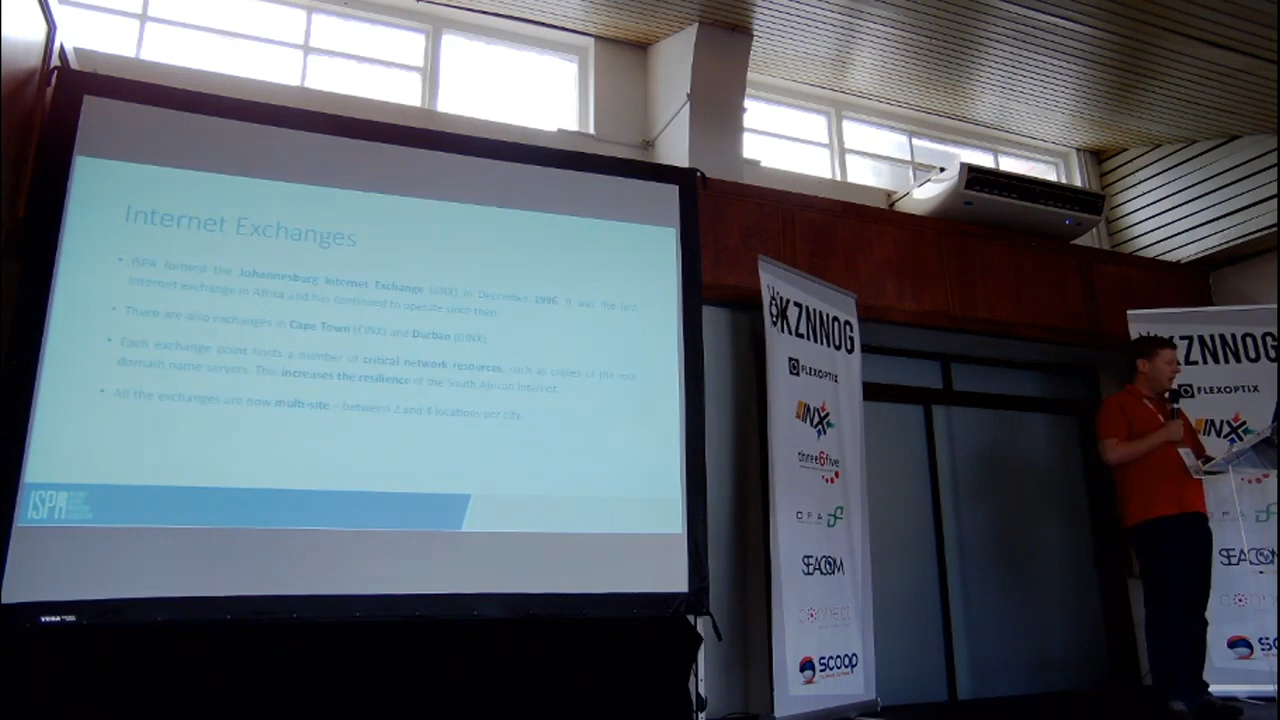 Internet Exchanges
• ISPA formed the Johannesburg Internet Exchange (JINX) in December 1996. It was the first
internet exchange in Africa and has continued to operate since then.
• There are also exchanges in Cape Town (CINX) and Durban (DINX).
• Each exchange point hosts a number of critical network resources, such as copies of the root
domain name servers. This increases the resilience of the South African Internet.
• All the exchanges are now multi-site – between 2 and 4 locations per city.
ISPA
KZNNOG
FLEXOPTIX
INX
three6five
OPA
SEACOM
connect
scoop
KZNNOG
FLEXOPTIX
INX
SEACOM